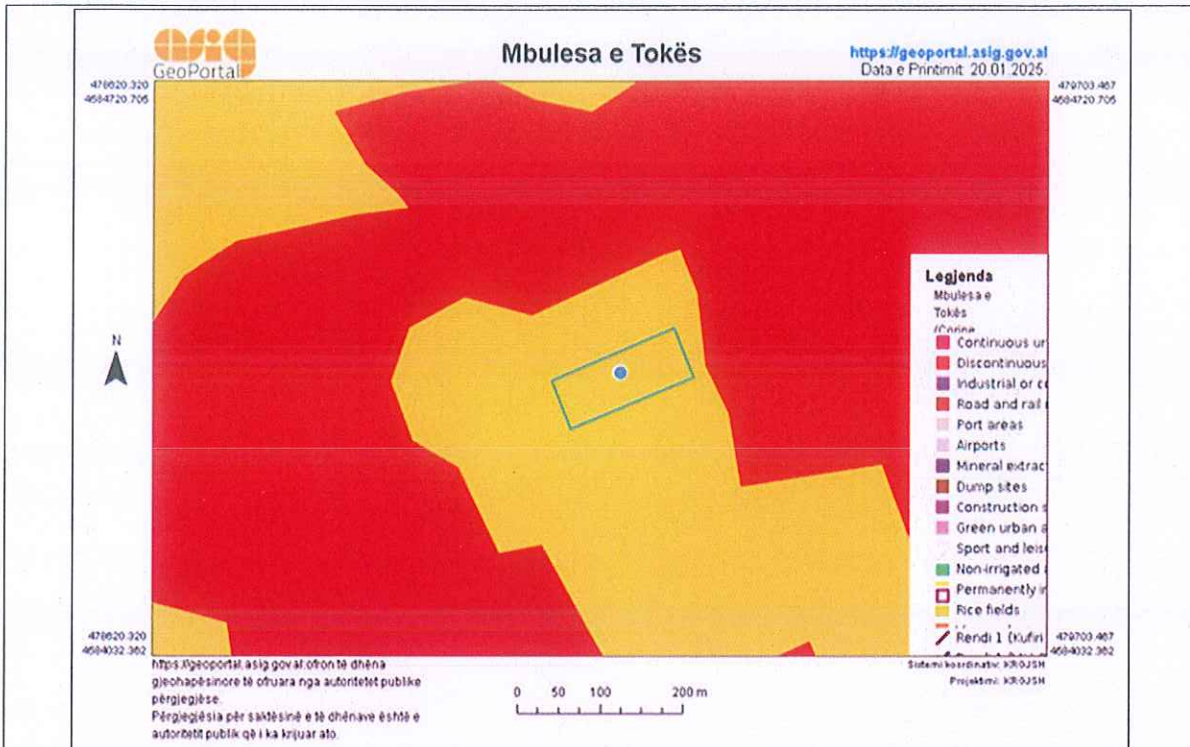 asig
GeoPortal
Mbulesa e Tokës
https://geoportal.asig.gov.al
Data e Printimit: 20.01.2025.
478620.320
4684720.705
479703.467
4684720.705
N
Legjenda
Mbulesa e
Tokës
(Corine
Continuous ur
Discontinuous
Industrial or c
Road and rail
Port areas
Airports
Mineral extrac
Dump sites
Construction s
Green urban a
Sport and leis
Non-irrigated
Permanently ir
Rice fields
Rendi 1 (Kufiri
478620.320
4684032.362
479703.467
4684032.362
https://geoportal.asig.gov.al ofron të dhëna
gjeohapësinore të ofruara nga autoritetet publike
përgjegjëse.
Përgjegjësia për saktësinë e të dhënave është e
autoritetit publik që i ka krijuar ato.
0 50 100 200 m
Sistemi koordinativ: KRGJSH
Projeksioni: KRGJSH